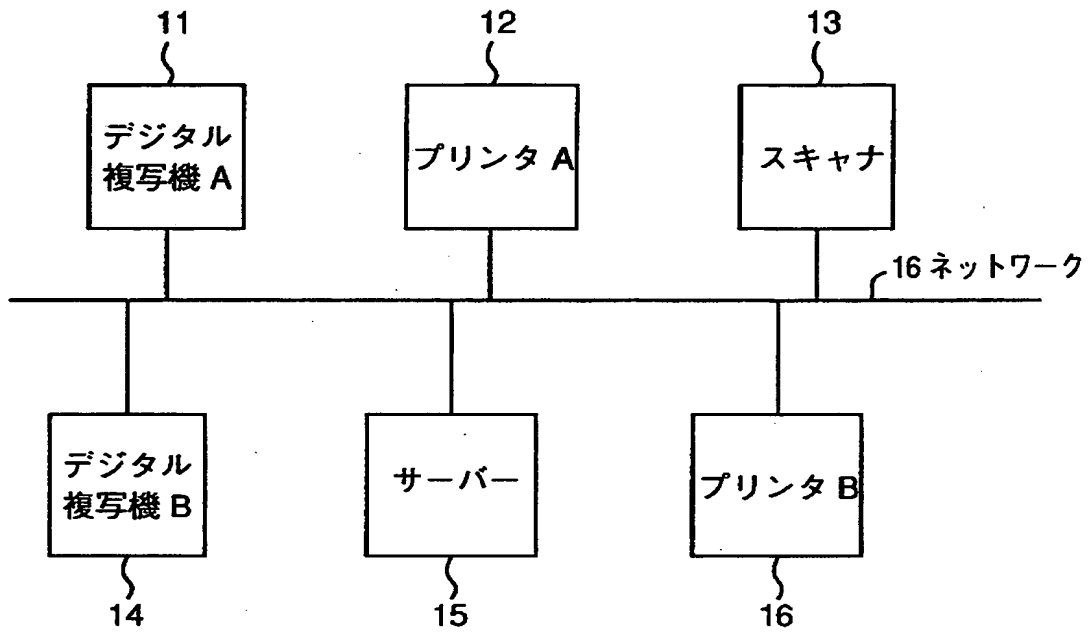 11
12
13
デジタル
複写機 A
プリンタ A
スキャナ
16 ネットワーク
デジタル
複写機 B
サーバー
プリンタ B
14
15
16